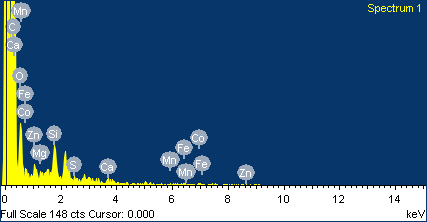 Spectrum 1
Mn
C
Ca
O
Fe
Co
Zn
Si
Mg
S
Ca
Mn
Fe
Co
Mn
Fe
Zn
0 2 4 6 8 10 12 14
Full Scale 148 cts Cursor: 0.000 keV